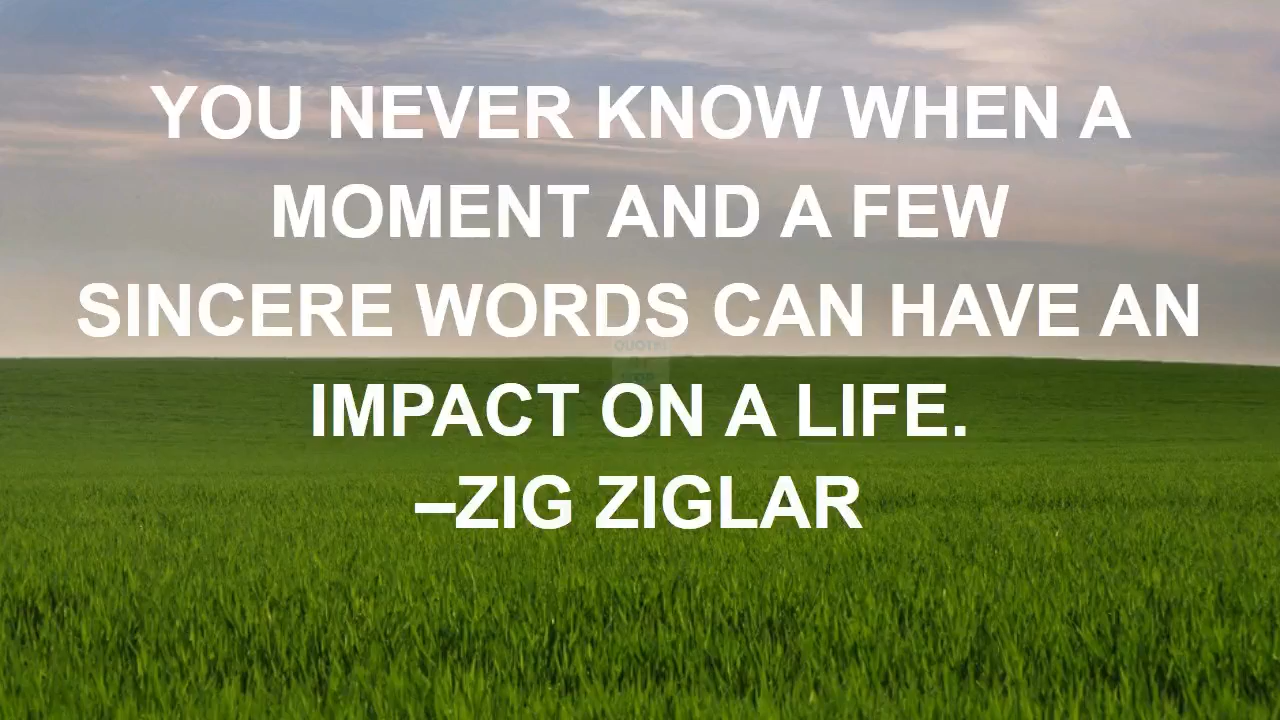 YOU NEVER KNOW WHEN A
MOMENT AND A FEW
SINCERE WORDS CAN HAVE AN
IMPACT ON A LIFE.
–ZIG ZIGLAR